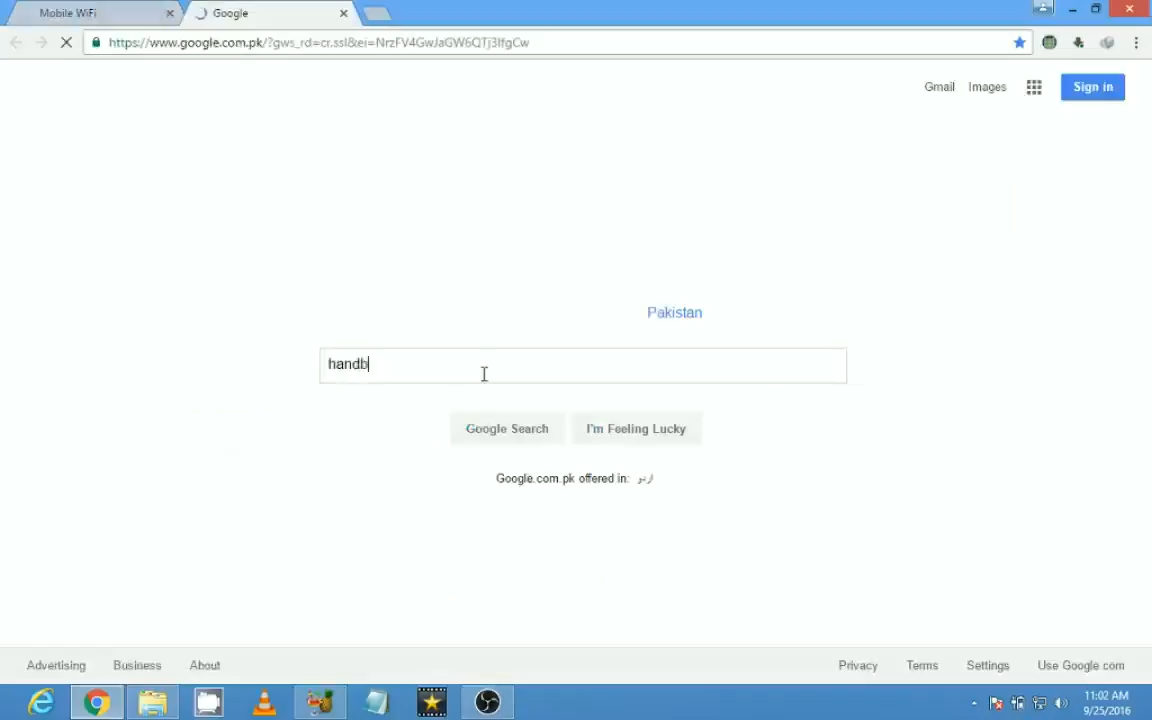 Mobile WiFi
Google
https://www.google.com.pk/?gws_rd=cr,ssl&ei=NrzFV4GwJaGW6QTj3IfgCw
Gmail Images Sign in
Pakistan
handb
Google Search I'm Feeling Lucky
Google.com.pk offered in: اردو
Advertising Business About Privacy Terms Settings Use Google.com
11:02 AM
9/25/2016